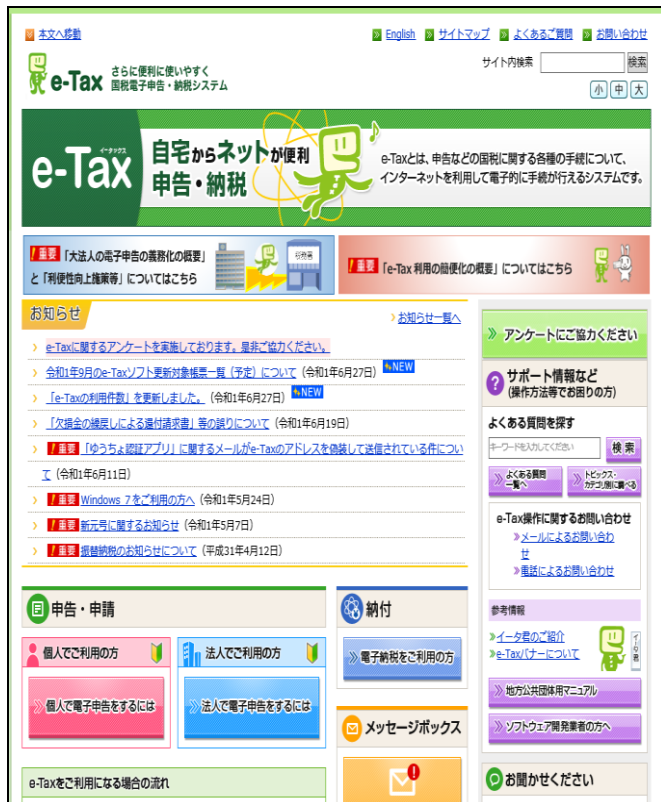 本文へ移動
English サイトマップ よくあるご質問 お問い合わせ
e-Tax さらに便利に使いやすく
国税電子申告・納税システム
サイト内検索 検索
小 中 大
イータックス
e-Tax
自宅からネットが便利
申告・納税
e-Taxとは、申告などの国税に関する各種の手続について、
インターネットを利用して電子的に手続が行えるシステムです。
!重要 「大法人の電子申告の義務化の概要」
と「利便性向上施策等」についてはこちら
税務署
!重要 「e-Tax 利用の簡便化の概要」についてはこちら
お知らせ
お知らせ一覧へ
e-Taxに関するアンケートを実施しております。是非ご協力ください。
令和1年9月のe-Taxソフト更新対象帳票一覧(予定)について(令和1年6月27日) NEW
「e-Taxの利用件数」を更新しました。(令和1年6月27日) NEW
「欠損金の繰戻しによる還付請求書」等の誤りについて(令和1年6月19日)
!重要 「ゆうちょ認証アプリ」に関するメールがe-Taxのアドレスを偽装して送信されている件につい
て(令和1年6月11日)
!重要 Windows 7をご利用の方へ(令和1年5月24日)
!重要 新元号に関するお知らせ(令和1年5月7日)
!重要 振替納税のお知らせについて(平成31年4月12日)
アンケートにご協力ください
? サポート情報など
(操作方法等でお困りの方)
よくある質問を探す
キーワードを入力してください 検索
よくある質問
一覧へ
トピックス・
カテゴリ別に調べる
e-Tax操作に関するお問い合わせ
メールによるお問い合わ
せ
電話によるお問い合わせ
参考情報
イータ君のご紹介
e-Taxバナーについて
イータ君
地方公共団体用マニュアル
ソフトウェア開発業者の方へ
お聞かせください
申告・申請
個人でご利用の方
個人で電子申告をするには
法人でご利用の方
法人で電子申告をするには
納付
電子納税をご利用の方
メッセージボックス
e-Taxをご利用になる場合の流れ